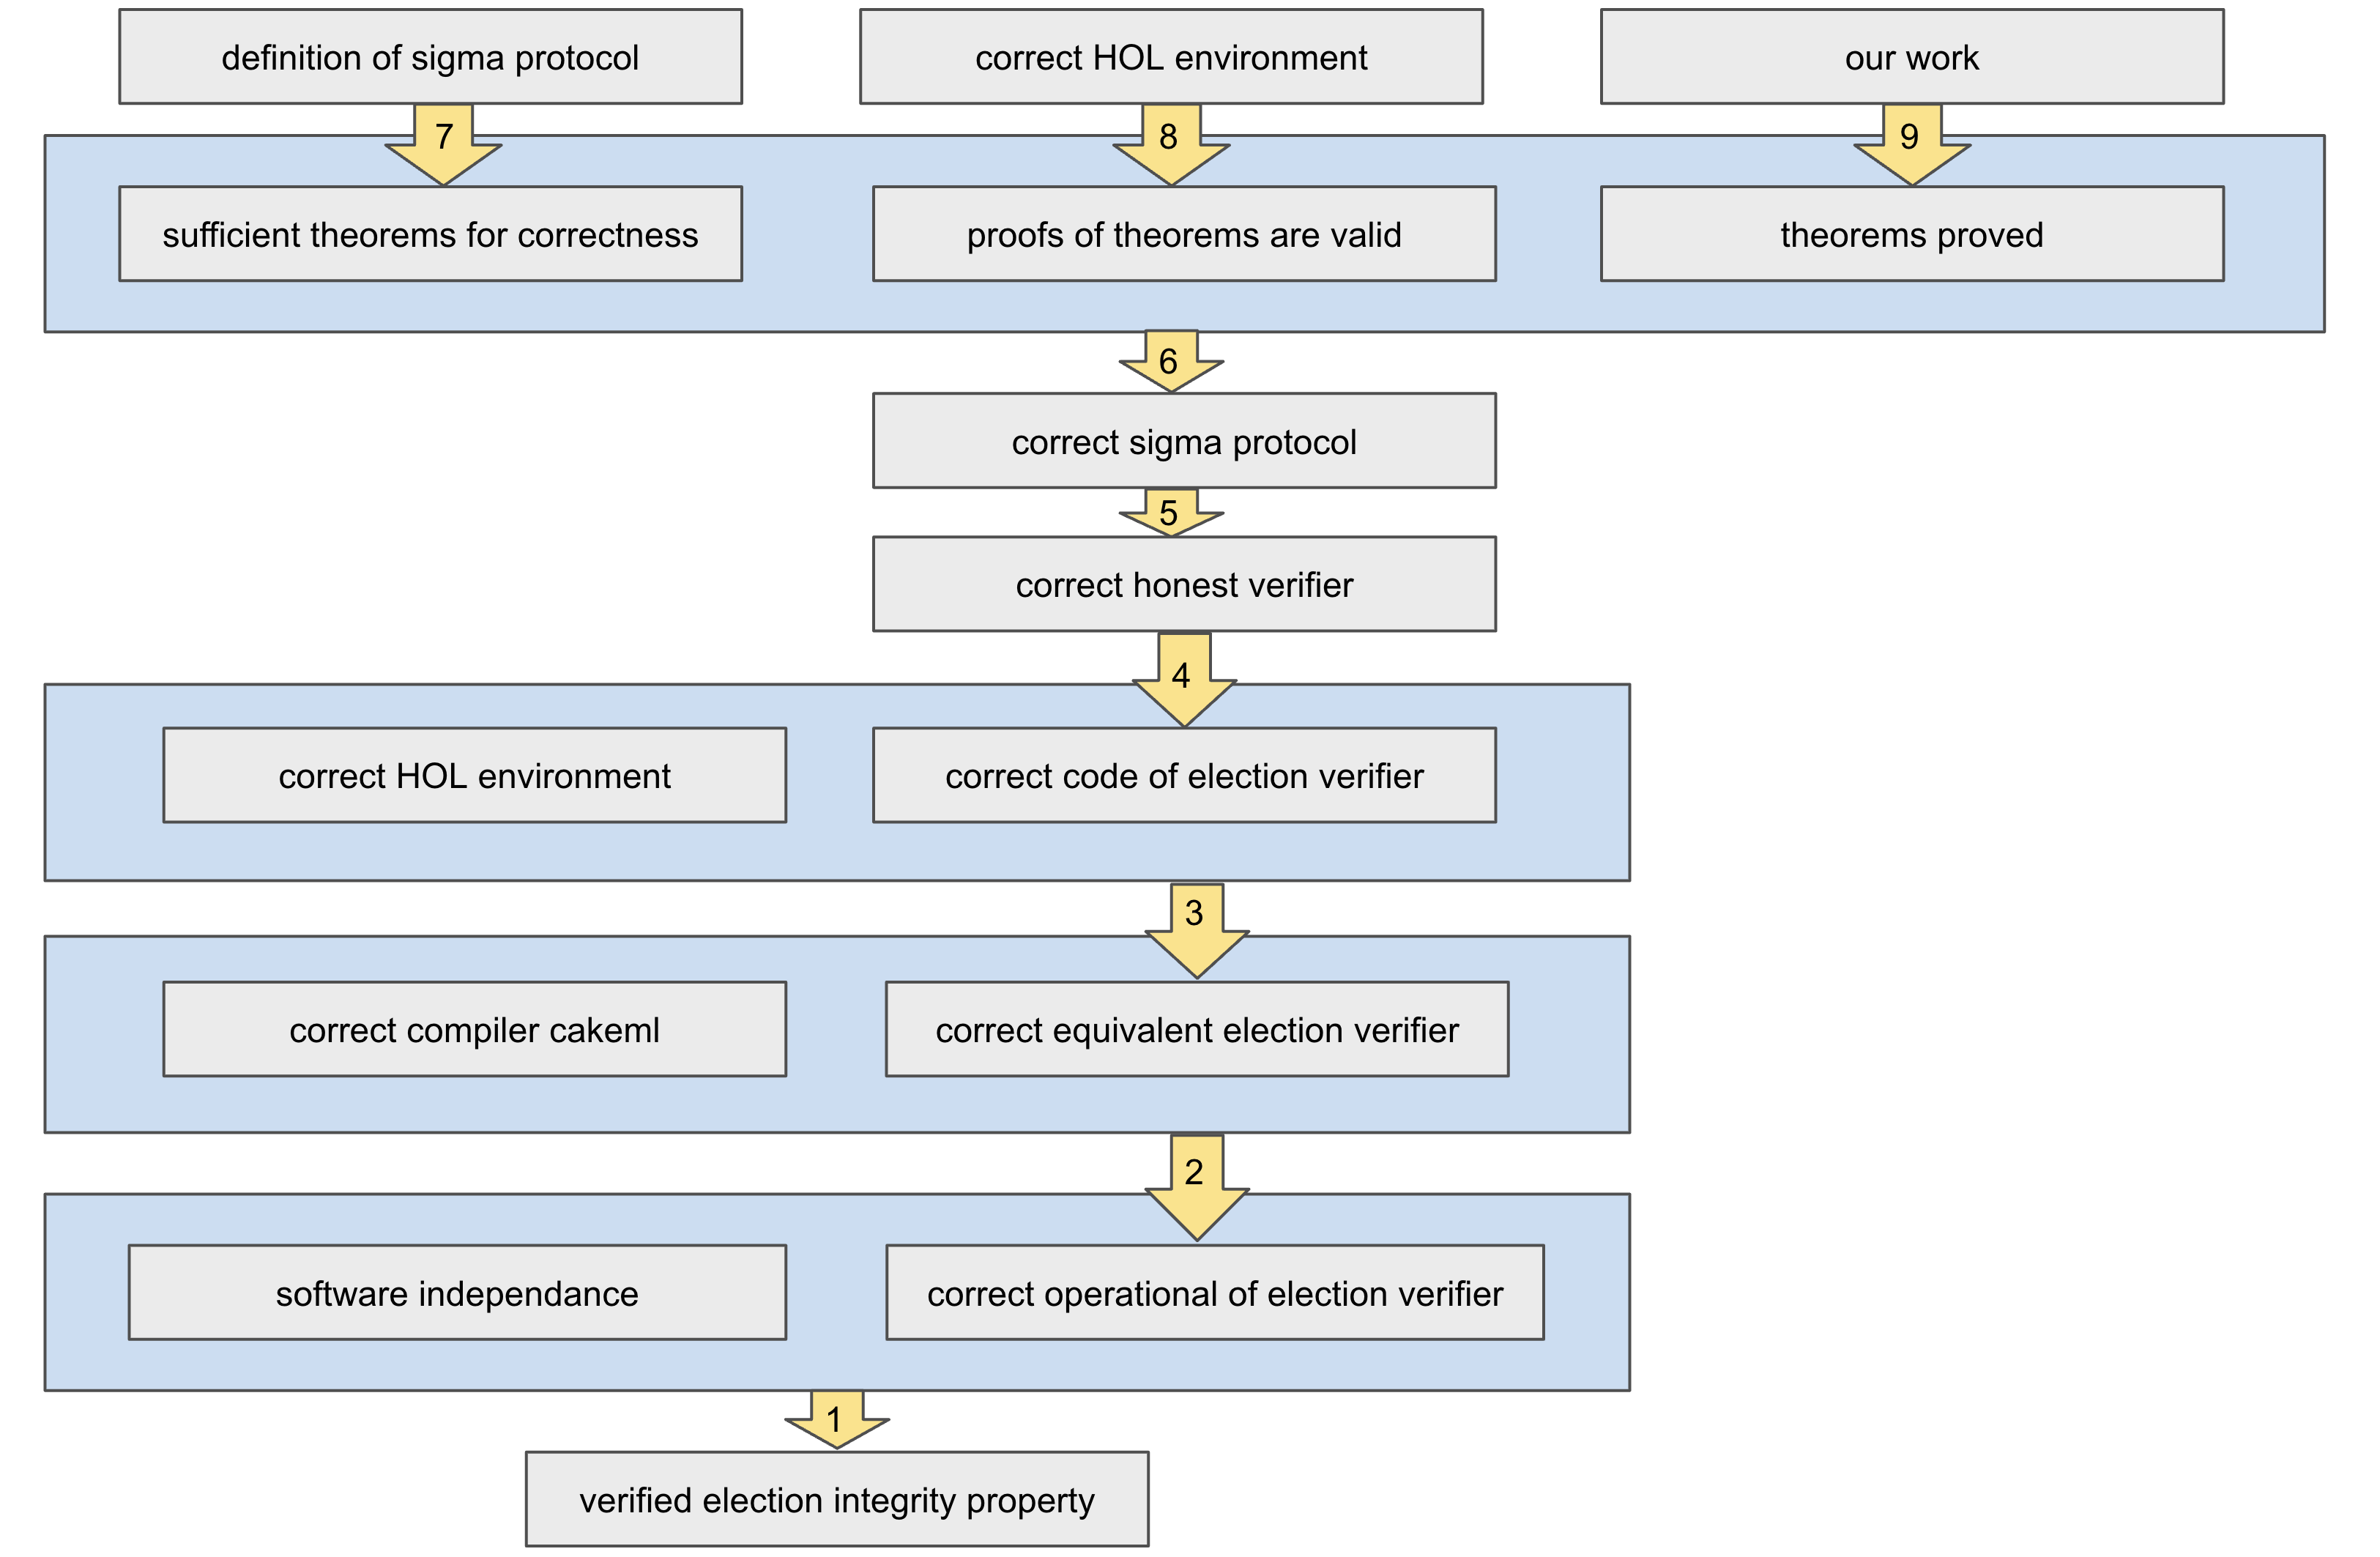 definition of sigma protocol
correct HOL environment
our work
7
8
9
sufficient theorems for correctness
proofs of theorems are valid
theorems proved
6
correct sigma protocol
5
correct honest verifier
4
correct HOL environment
correct code of election verifier
3
correct compiler cakeml
correct equivalent election verifier
2
software independance
correct operational of election verifier
1
verified election integrity property